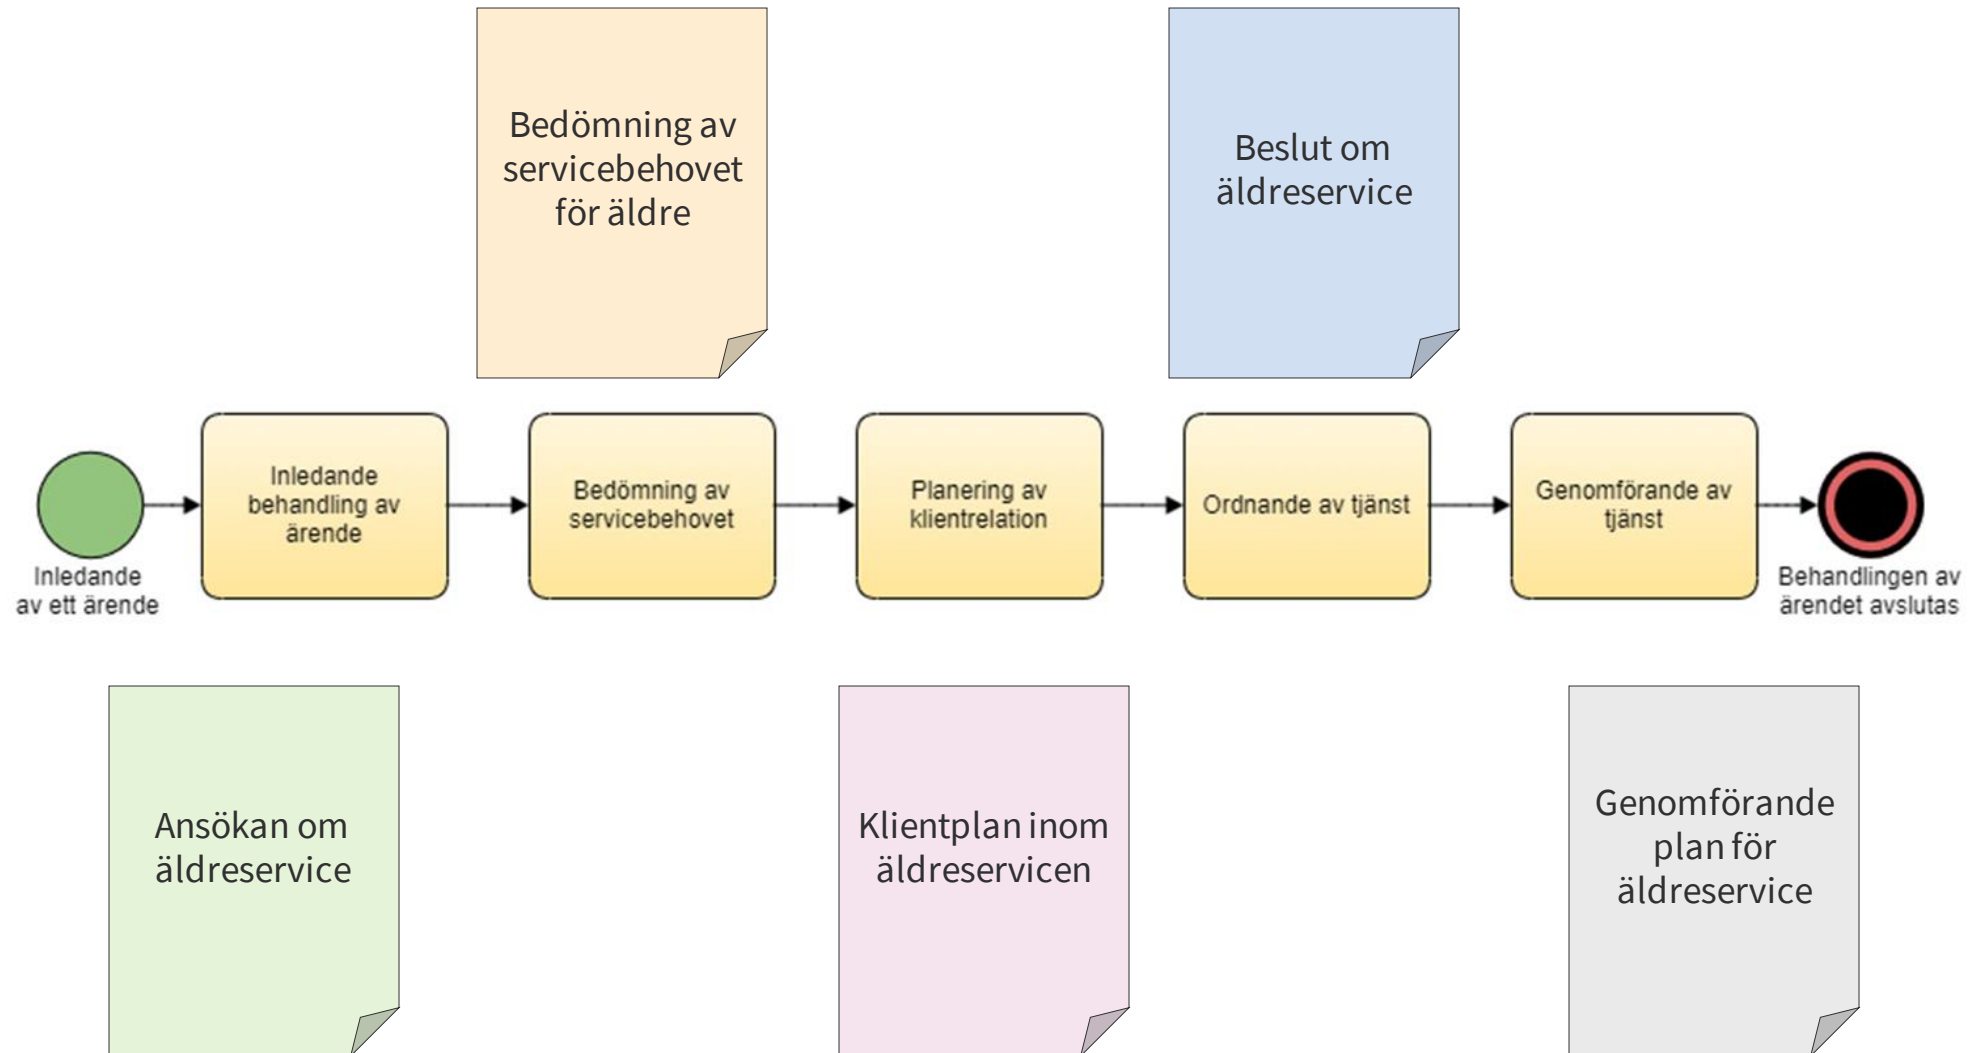 Bedömning av
servicebehovet
för äldre
Beslut om
äldreservice
Inledande
av ett ärende
Inledande
behandling av
ärende
Bedömning av
servicebehovet
Planering av
klientrelation
Ordnande av tjänst
Genomförande av
tjänst
Behandlingen av
ärendet avslutas
Ansökan om
äldreservice
Klientplan inom
äldreservicen
Genomförande
plan för
äldreservice